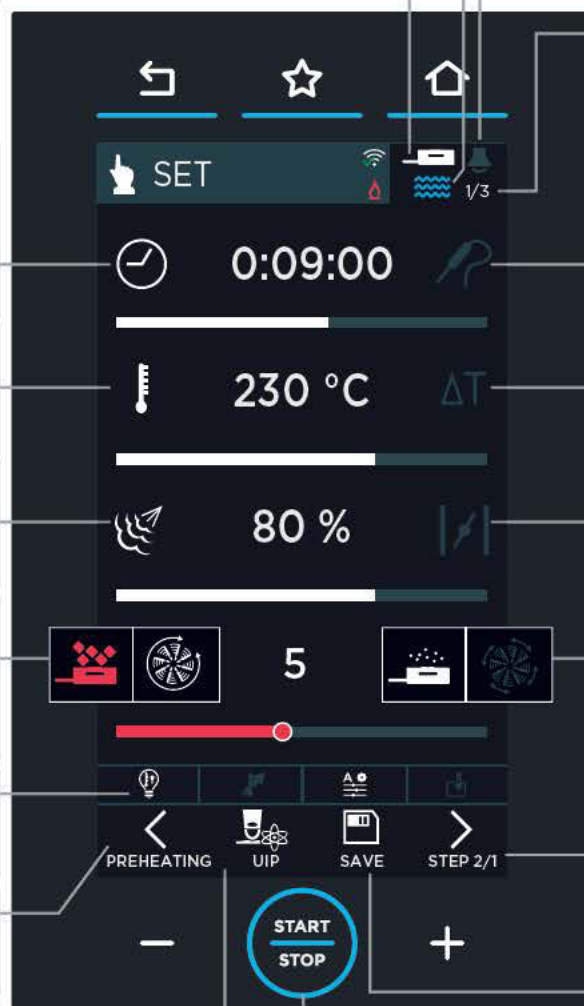 SET
1/3
0:09:00
230 °C
ΔT
80 %
5
A
PREHEATING UIP SAVE STEP 2/1
START
STOP